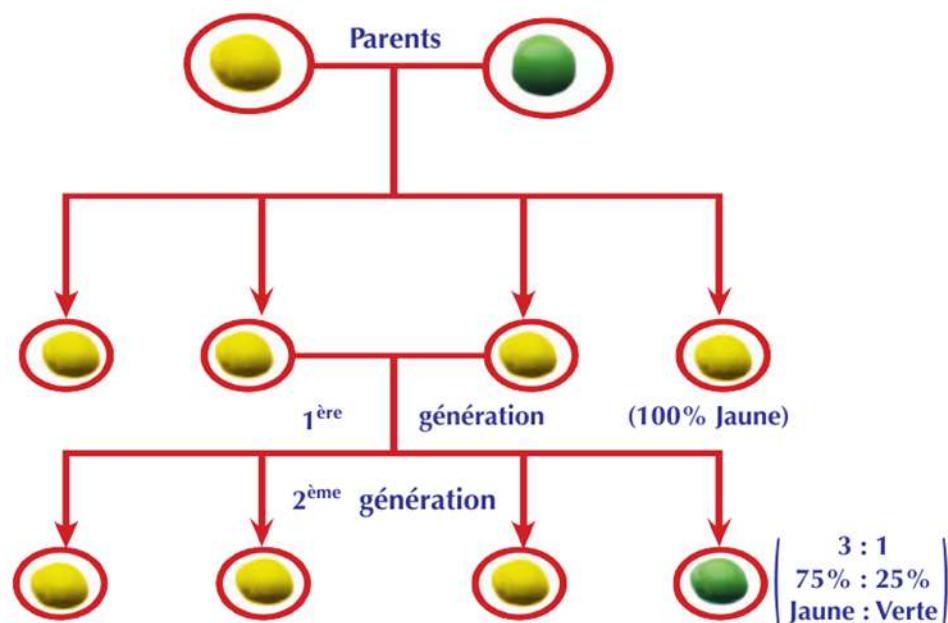 Parents
1ère génération (100% Jaune)
2ème génération
3 : 1
75% : 25%
Jaune : Verte